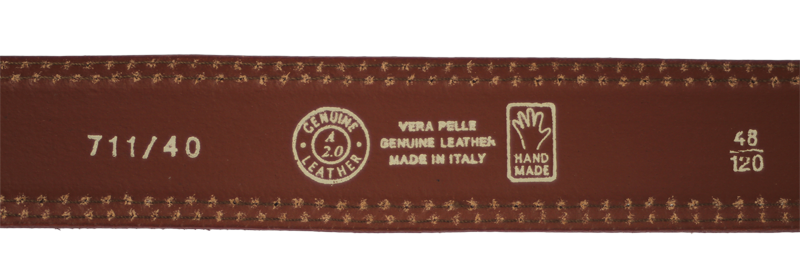 711/40
GENUINE
A
2.0
LEATHER
VERA PELLE
GENUINE LEATHER
MADE IN ITALY
HAND
MADE
48
120